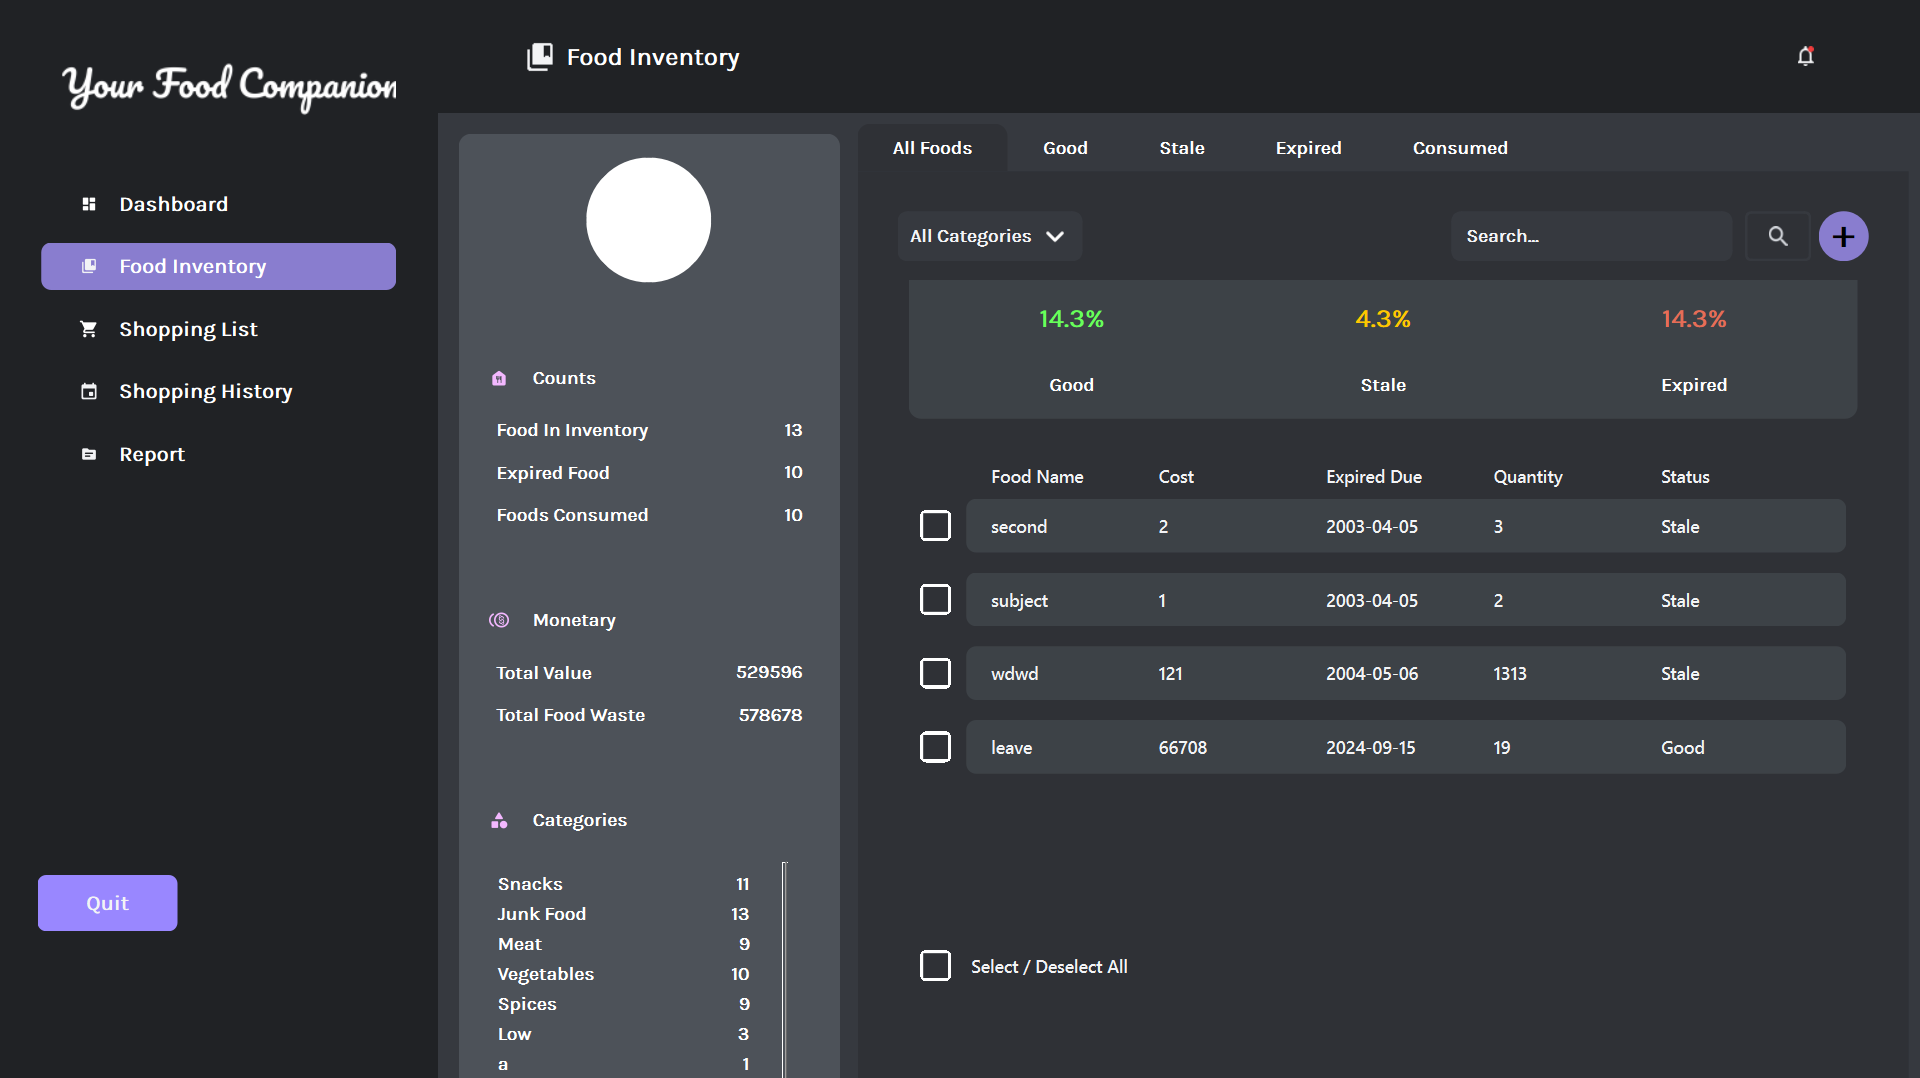 Your Food Companion
Dashboard
Food Inventory
Shopping List
Shopping History
Report
Quit
Food Inventory
Counts
Food In Inventory 13
Expired Food 10
Foods Consumed 10
Monetary
Total Value 529596
Total Food Waste 578678
Categories
Snacks 11
Junk Food 13
Meat 9
Vegetables 10
Spices 9
Low 3
a 1
All Foods Good Stale Expired Consumed
All Categories Search...
14.3% 4.3% 14.3%
Good Stale Expired
Food Name Cost Expired Due Quantity Status
second 2 2003-04-05 3 Stale
subject 1 2003-04-05 2 Stale
wdwd 121 2004-05-06 1313 Stale
leave 66708 2024-09-15 19 Good
Select / Deselect All